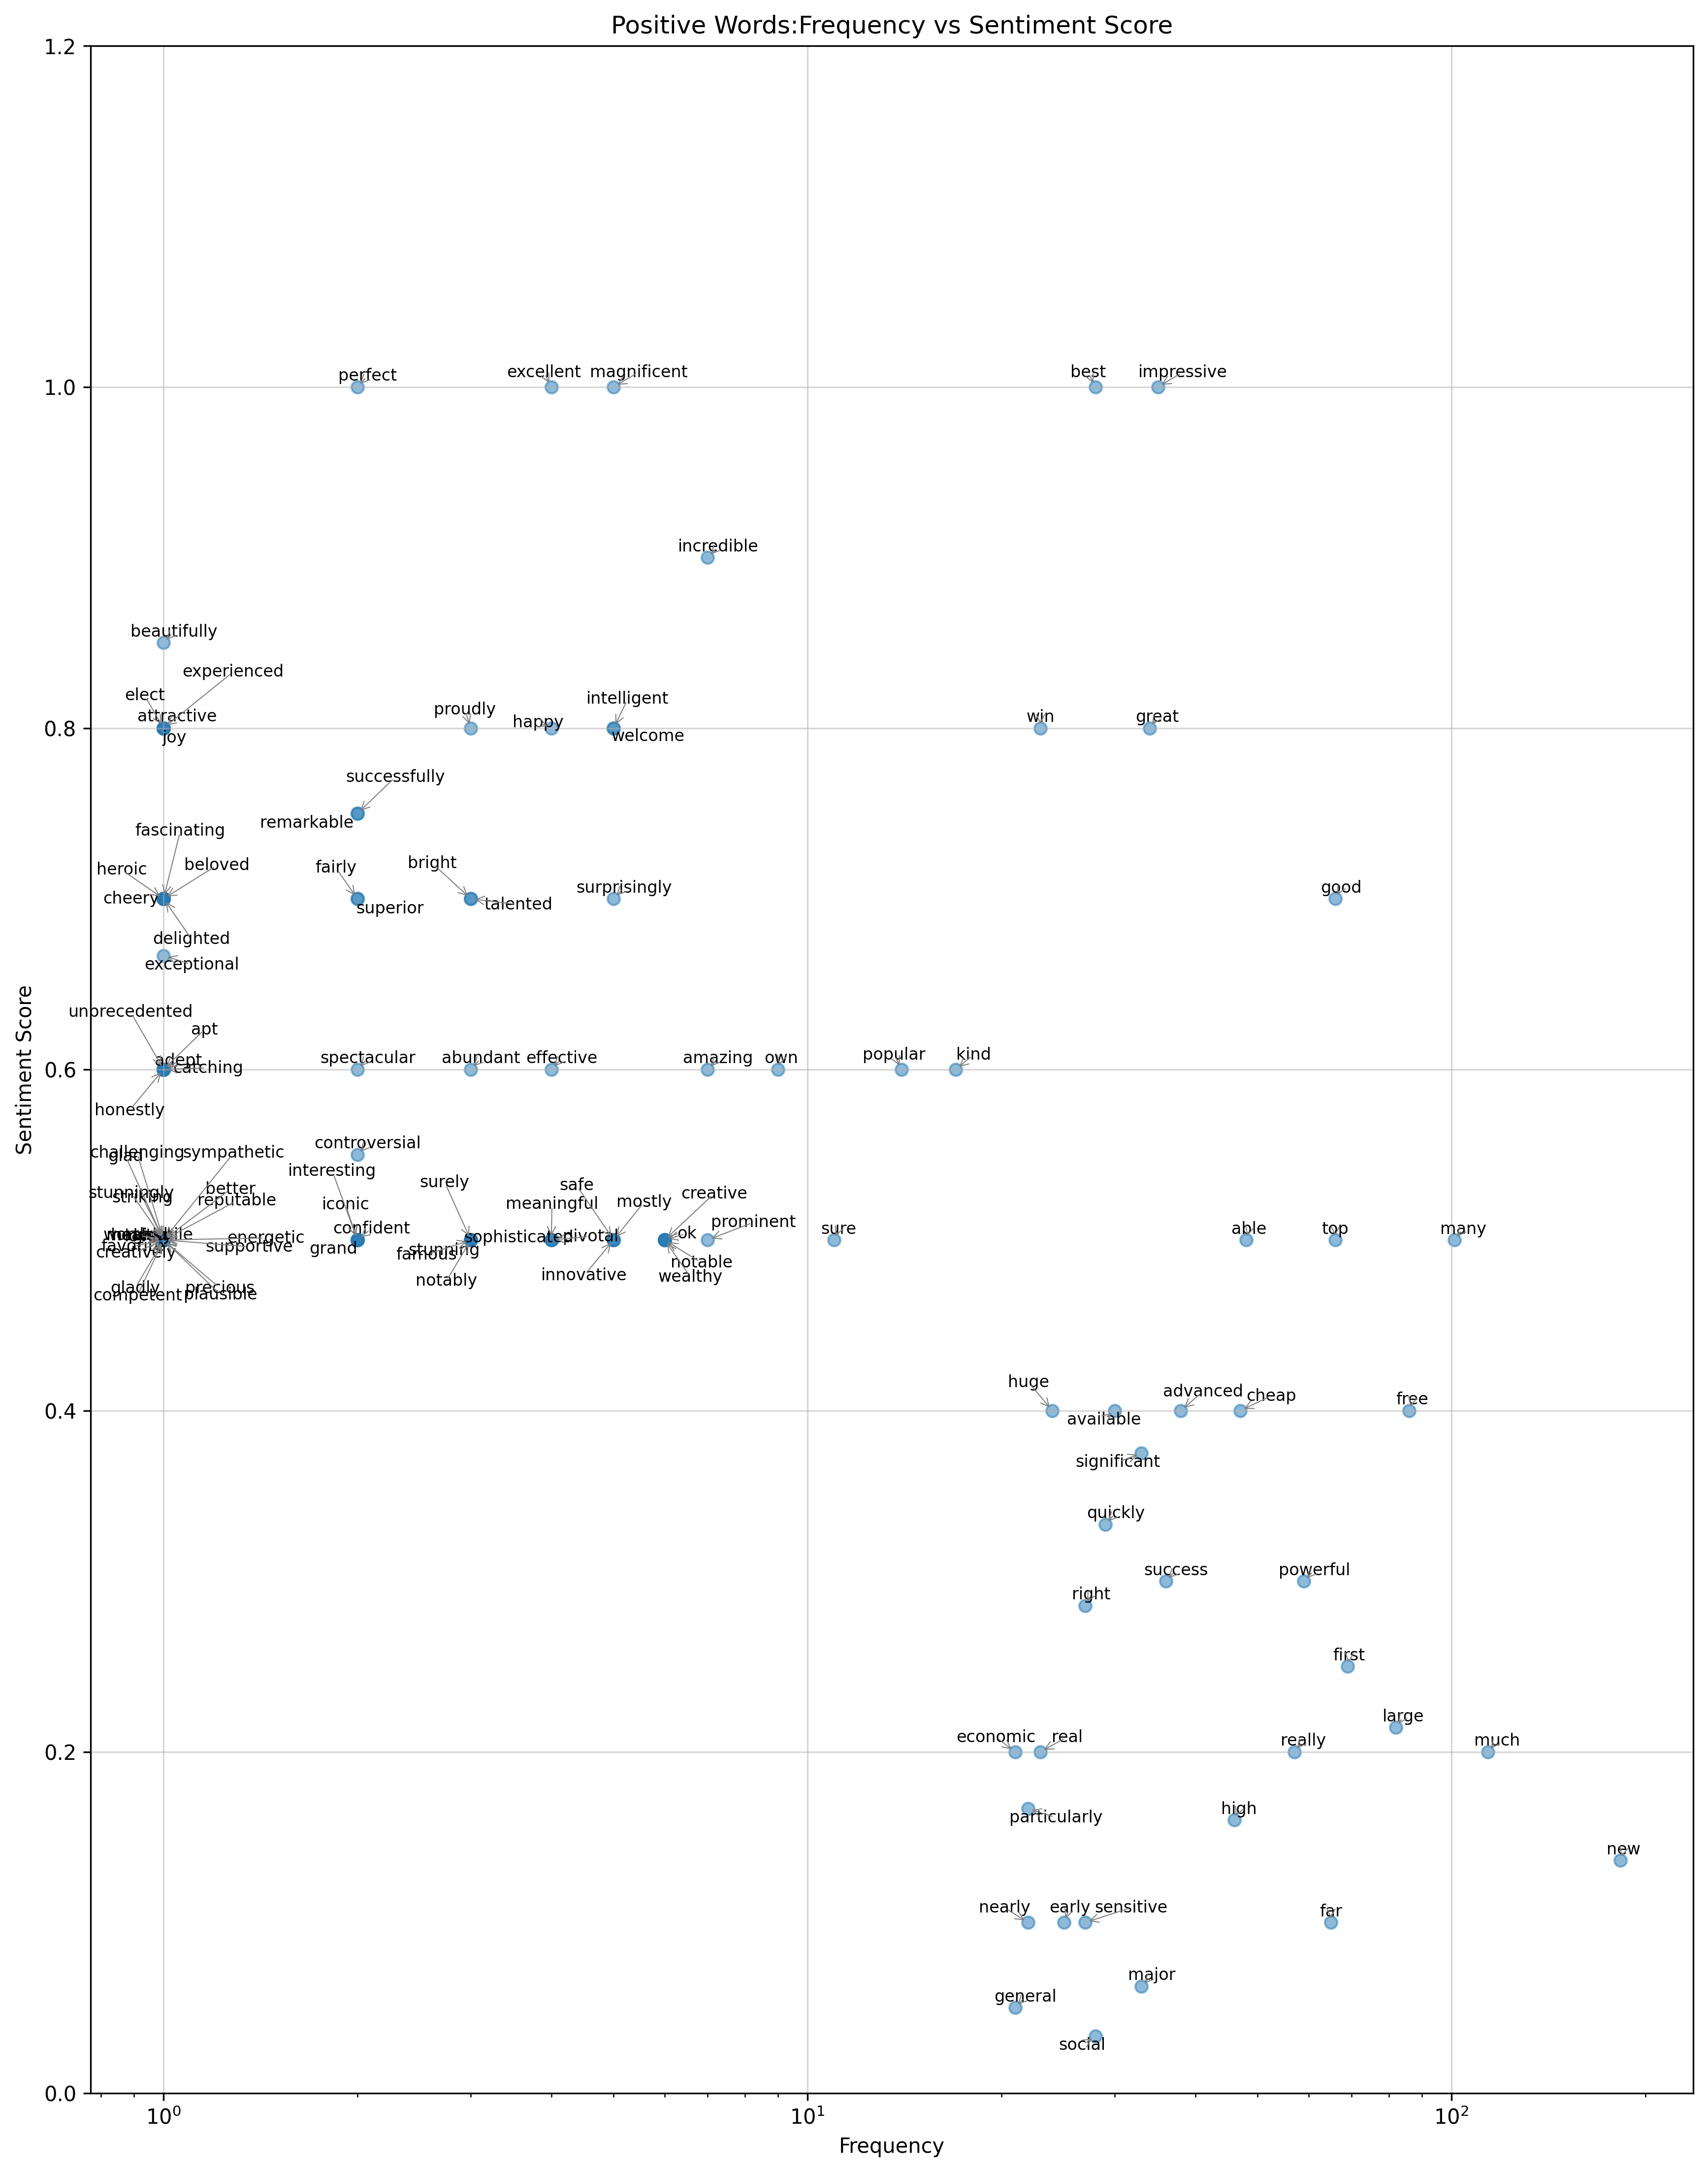 Positive Words:Frequency vs Sentiment Score
1.2
perfect
excellent
magnificent
best
impressive
1.0
incredible
beautifully
experienced
elect
attractive
joy
proudly
happy
intelligent
welcome
win
great
0.8
successfully
remarkable
fascinating
heroic
beloved
cheery
delighted
fairly
superior
bright
talented
surprisingly
good
exceptional
unprecedented
apt
adept
catching
honestly
spectacular
abundant
effective
amazing
own
popular
kind
0.6
controversial
challenging
sympathetic
glad
interesting
surely
safe
stunningly
striking
better
reputable
iconic
meaningful
mostly
creative
prominent
confident
energetic
supportive
creatively
grand
sophisticated
pivotal
ok
sure
able
top
many
famous
stunning
notably
innovative
notable
wealthy
gladly
competent
precious
plausible
huge
available
advanced
cheap
free
0.4
significant
quickly
success
powerful
right
first
large
economic
real
really
much
0.2
particularly
high
new
nearly
early
sensitive
far
major
general
social
0.0
10⁰
10¹
10²
Frequency
Sentiment Score